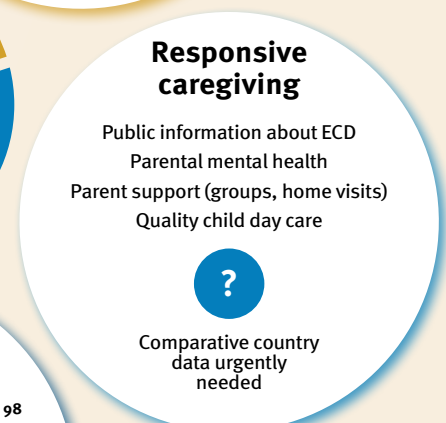 Responsive
caregiving
Public information about ECD
Parental mental health
Parent support (groups, home visits)
Quality child day care
?
Comparative country
data urgently
needed
98